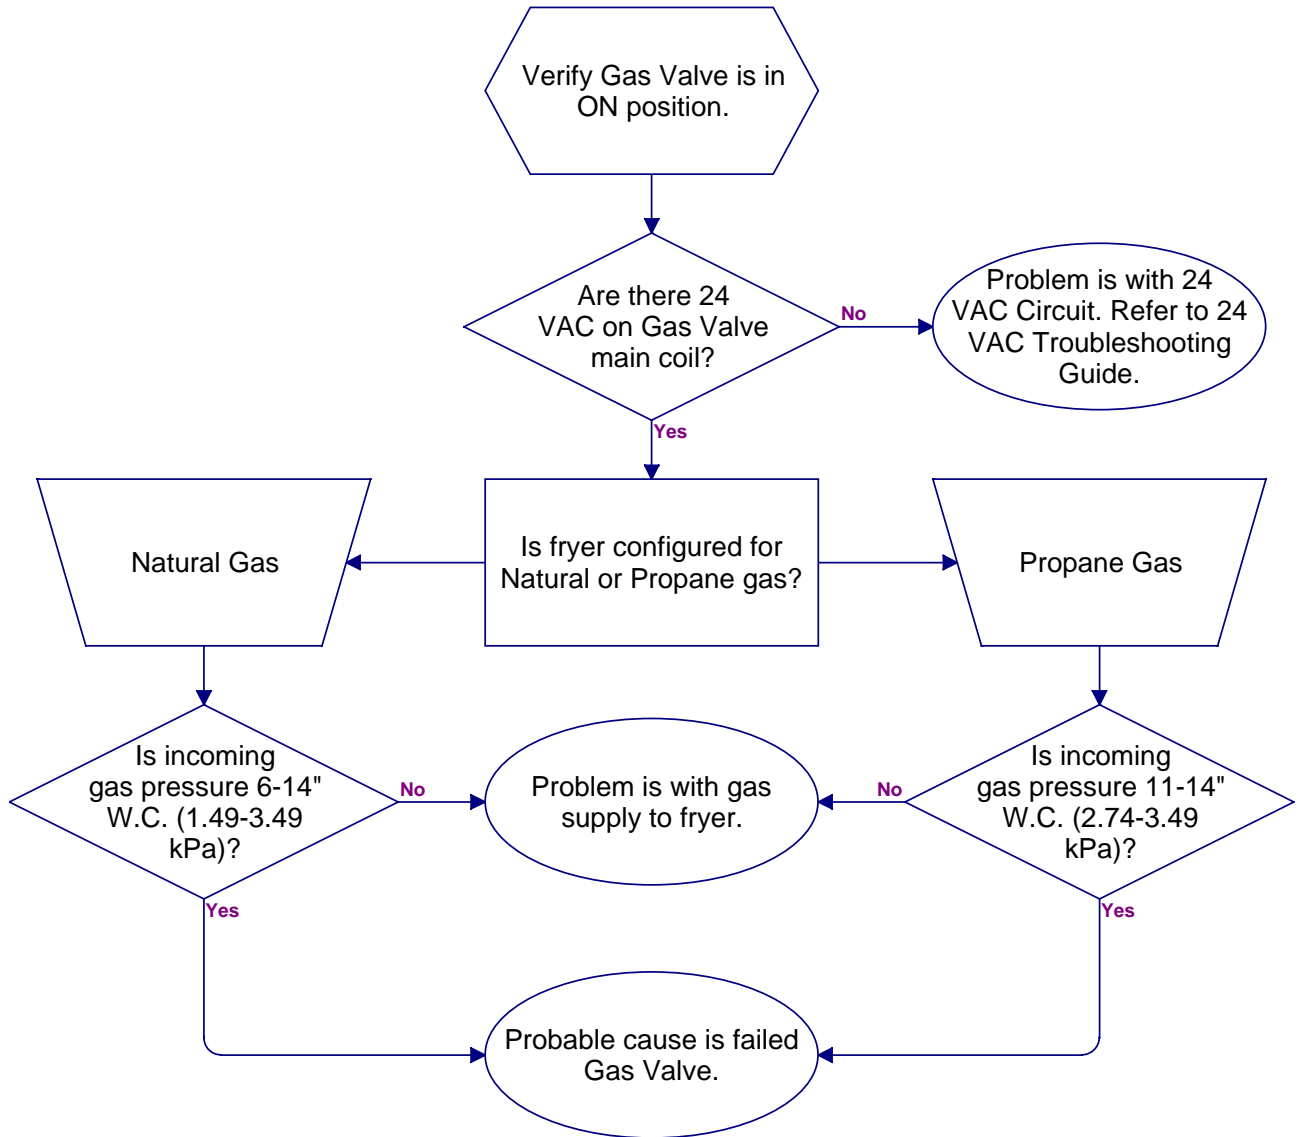 Verify Gas Valve is in
ON position.
Are there 24
VAC on Gas Valve
main coil?
No
Problem is with 24
VAC Circuit. Refer to 24
VAC Troubleshooting
Guide.
Yes
Natural Gas
Is fryer configured for
Natural or Propane gas?
Propane Gas
Is incoming
gas pressure 6-14"
W.C. (1.49-3.49
kPa)?
No
Problem is with gas
supply to fryer.
No
Is incoming
gas pressure 11-14"
W.C. (2.74-3.49
kPa)?
Yes
Yes
Probable cause is failed
Gas Valve.